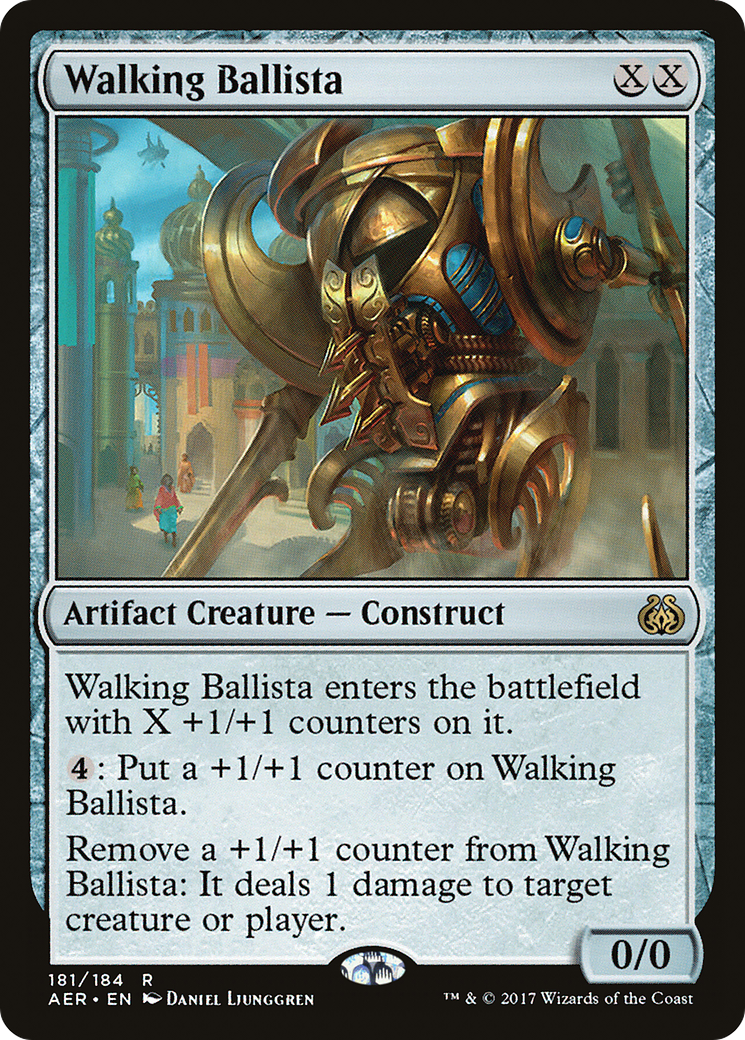 Walking Ballista XX
Artifact Creature — Construct
Walking Ballista enters the battlefield
with X +1/+1 counters on it.
4: Put a +1/+1 counter on Walking
Ballista.
Remove a +1/+1 counter from Walking
Ballista: It deals 1 damage to target
creature or player.
0/0
181/184 R
AER • EN Daniel Ljunggren
™ & © 2017 Wizards of the Coast